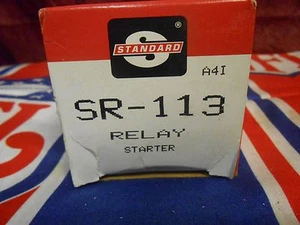 S
STANDARD
A4I
SR-113
RELAY
STARTER